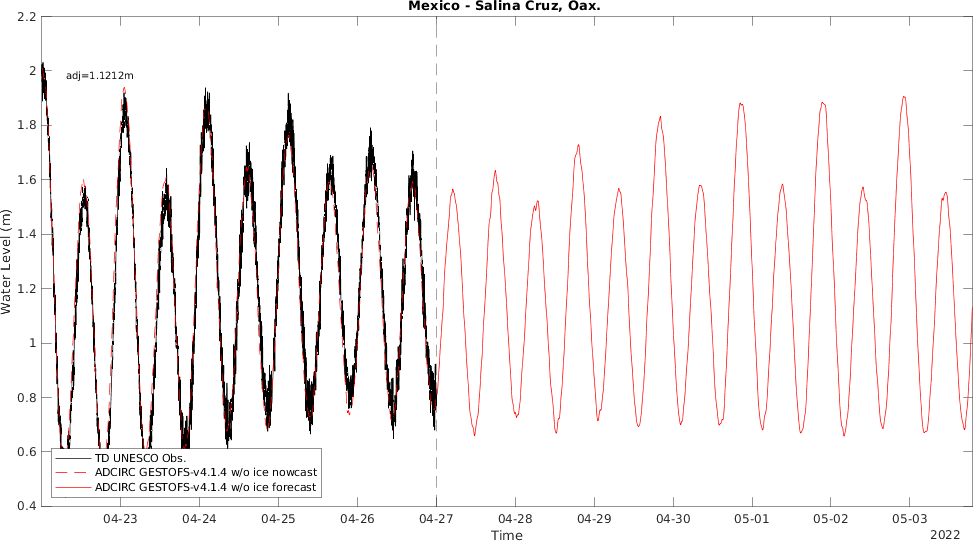 Mexico - Salina Cruz, Oax.
2.2
2
1.8
1.6
1.4
1.2
1
0.8
0.6
0.4
Water Level (m)
adj=1.1212m
TD UNESCO Obs.
ADCIRC GESTOFS-v4.1.4 w/o ice nowcast
ADCIRC GESTOFS-v4.1.4 w/o ice forecast
04-23 04-24 04-25 04-26 04-27 04-28 04-29 04-30 05-01 05-02 05-03
Time
2022